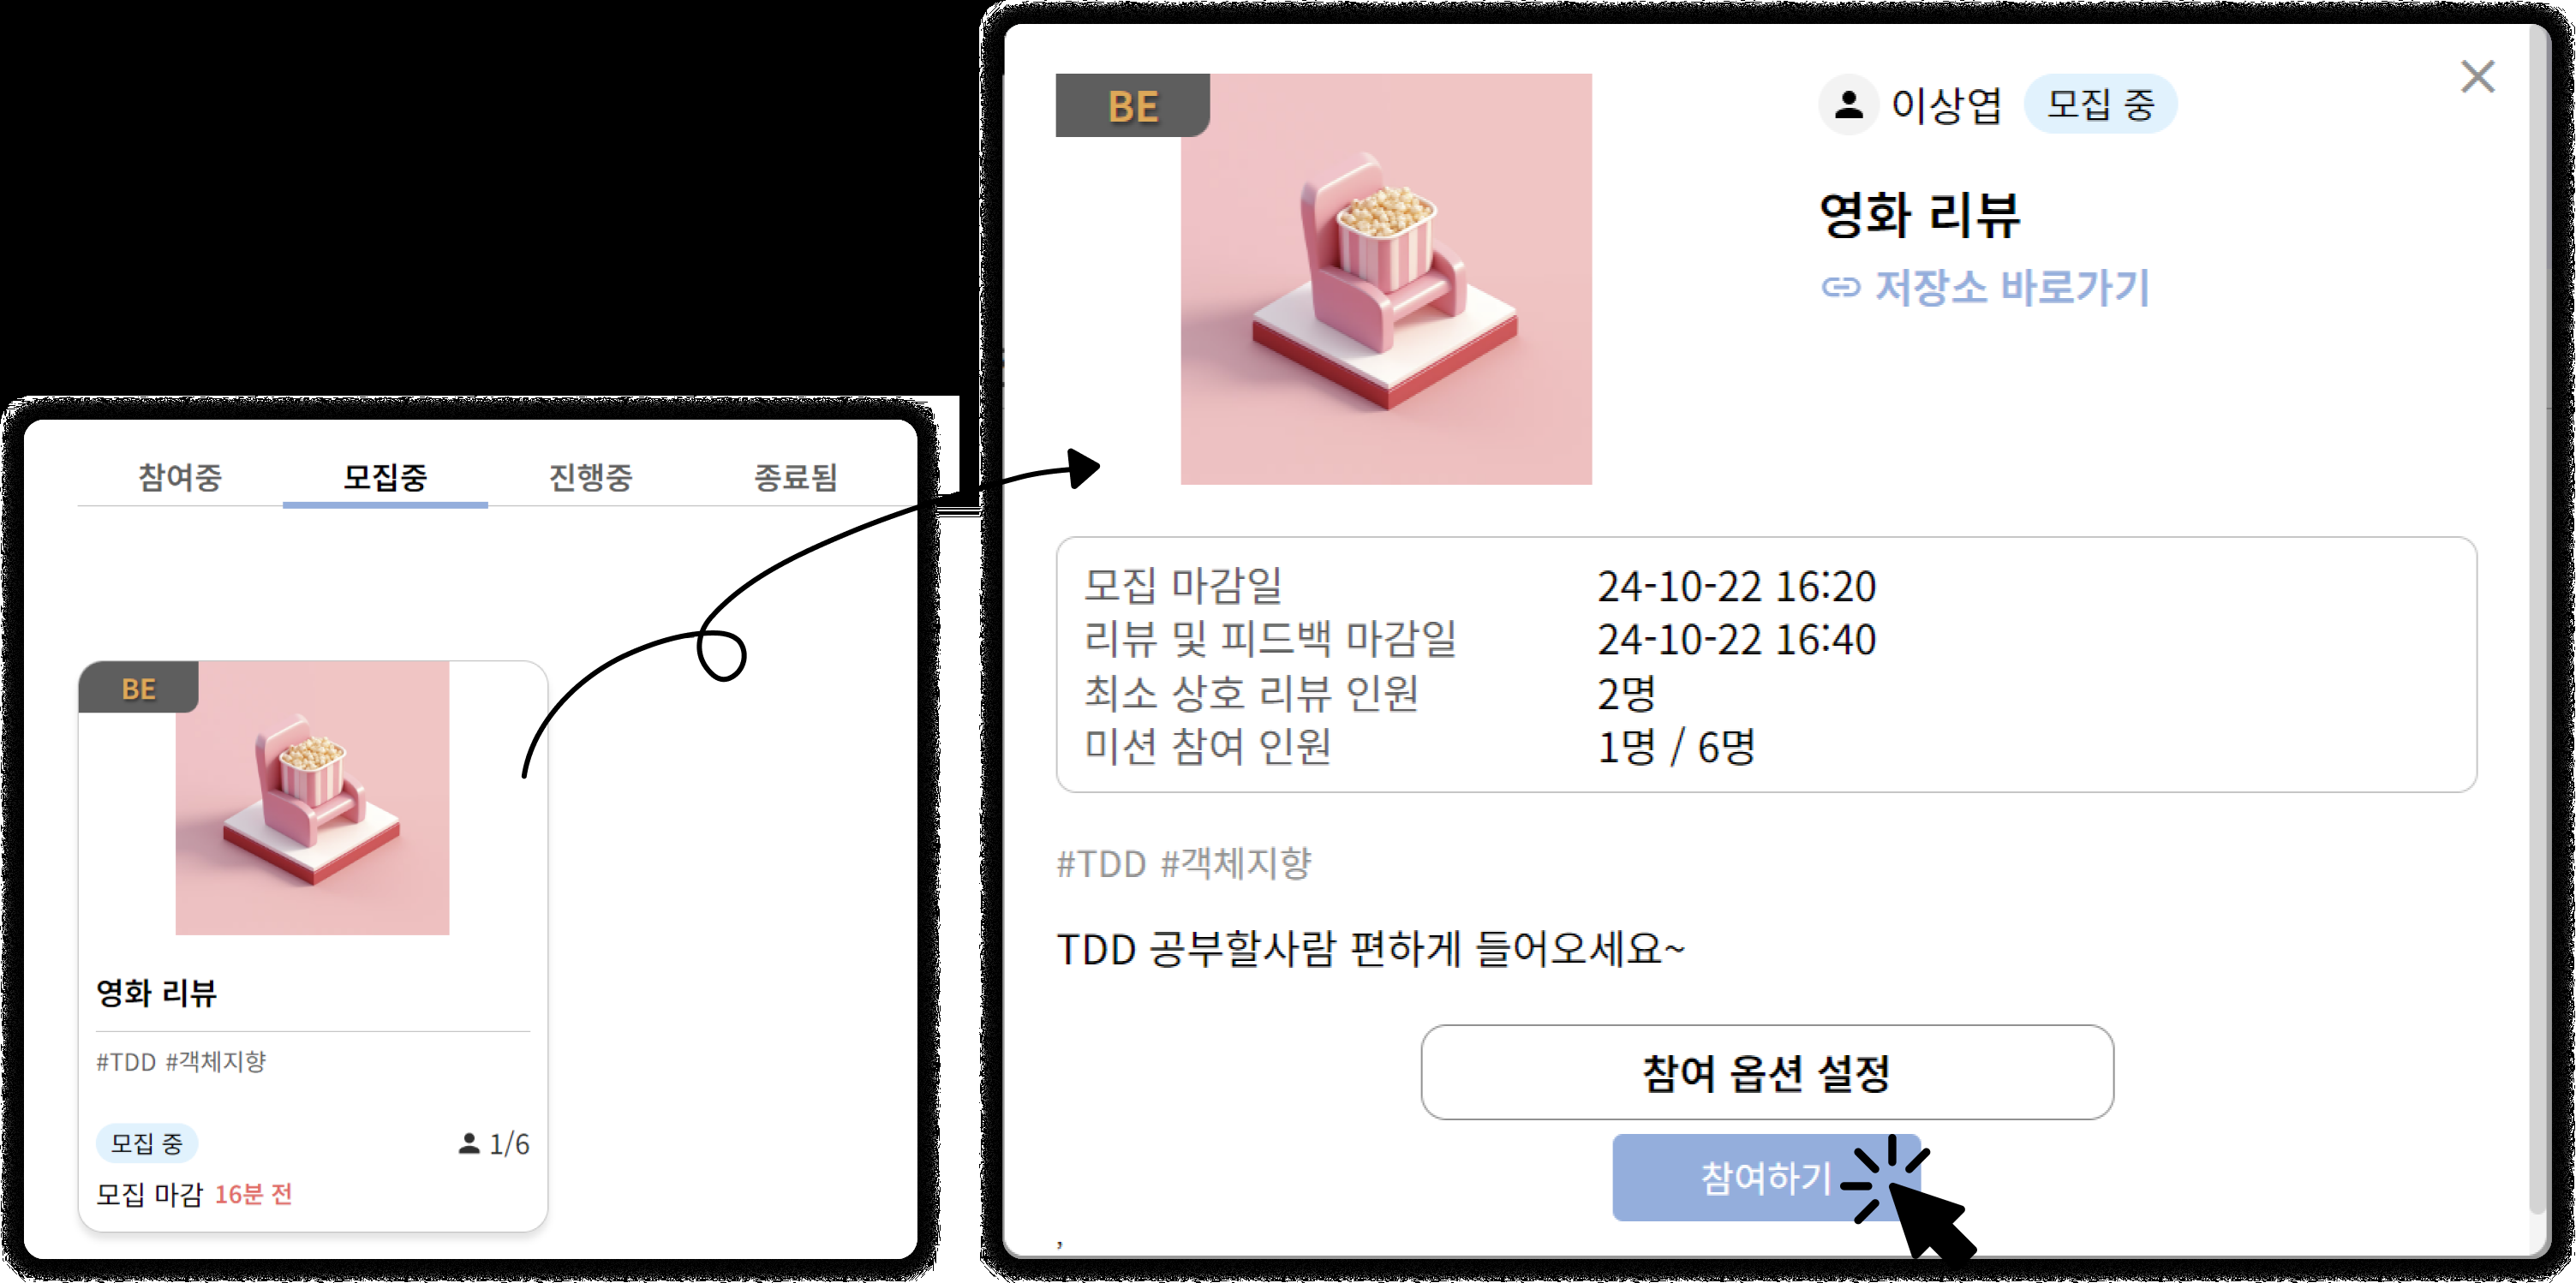 참여중 모집중 진행중 종료됨
BE
영화 리뷰
#TDD #객체지향
모집 중 1/6
모집 마감 16분 전
BE
이상엽 모집 중
영화 리뷰
저장소 바로가기
모집 마감일 24-10-22 16:20
리뷰 및 피드백 마감일 24-10-22 16:40
최소 상호 리뷰 인원 2명
미션 참여 인원 1명 / 6명
#TDD #객체지향
TDD 공부할사람 편하게 들어오세요~
참여 옵션 설정
참여하기
,